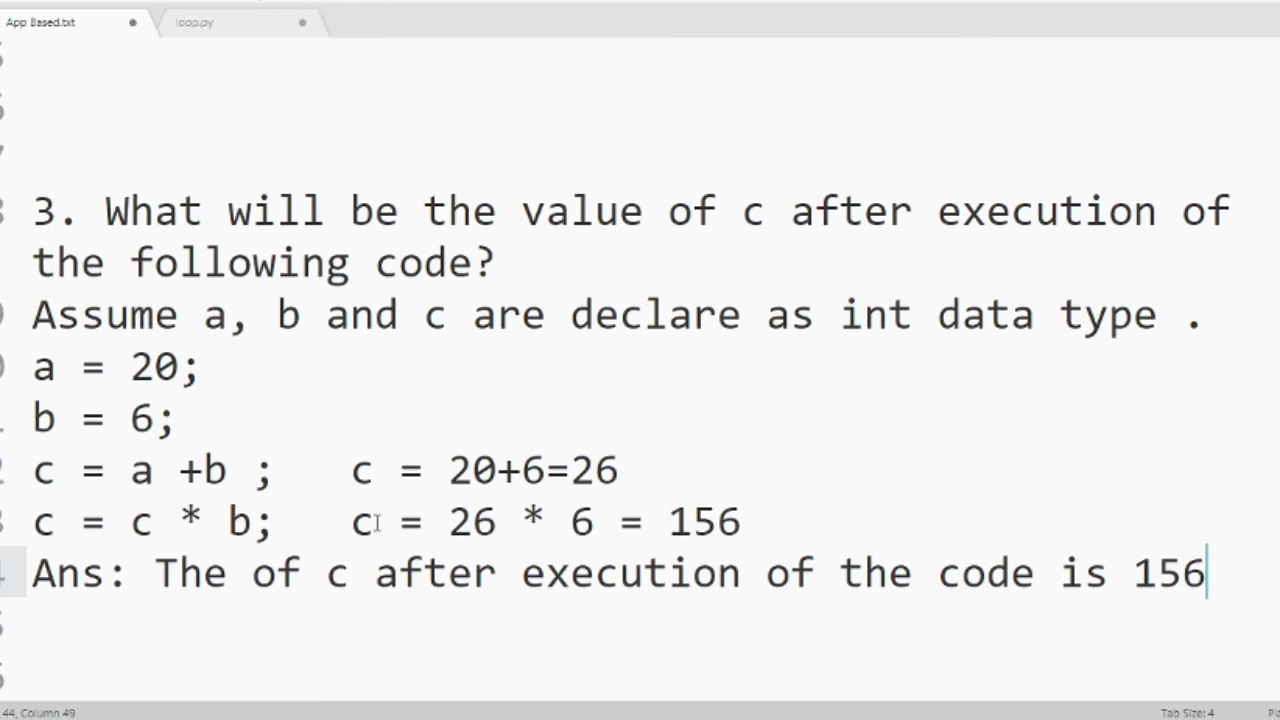 App Based.txt
loop.py
3. What will be the value of c after execution of
the following code?
Assume a, b and c are declare as int data type .
a = 20;
b = 6;
c = a +b ;   c = 20+6=26
c = c * b;   c = 26 * 6 = 156
Ans: The of c after execution of the code is 156
44, Column 49
Tab Size: 4